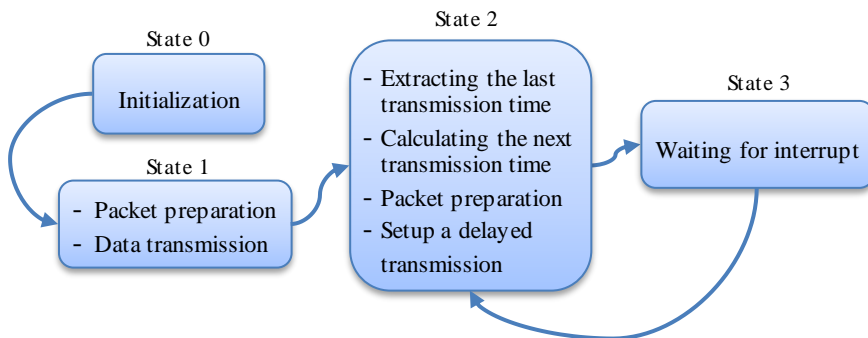 State 0
Initialization
State 1
- Packet preparation
- Data transmission
State 2
- Extracting the last
transmission time
- Calculating the next
transmission time
- Packet preparation
- Setup a delayed
transmission
State 3
Waiting for interrupt